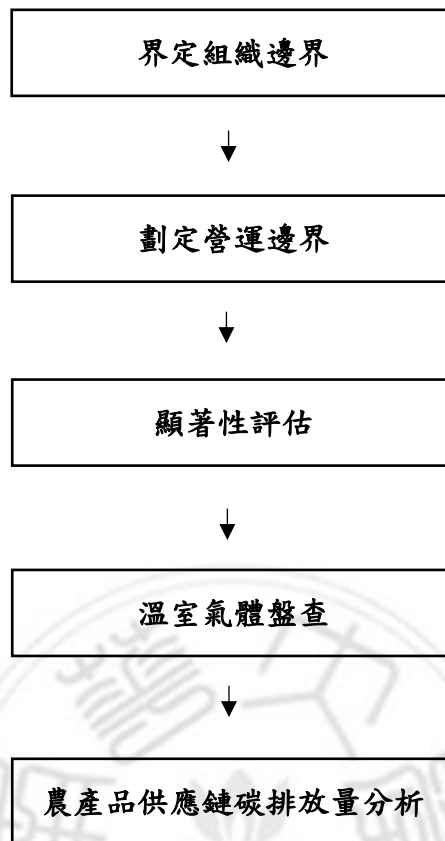 界定組織邊界
劃定營運邊界
顯著性評估
溫室氣體盤查
農產品供應鏈碳排放量分析